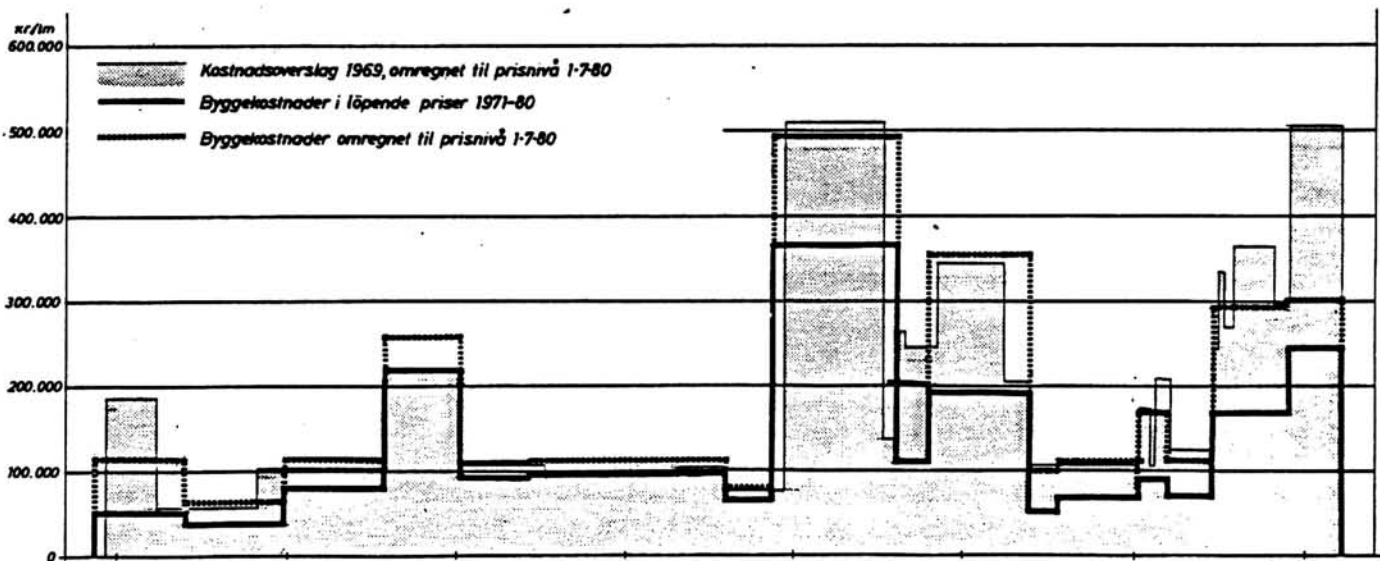 kr/lm
600.000
Kostnadsoverslag 1969, omregnet til prisnivå 1-7-80
Byggekostnader i löpende priser 1971-80
500.000
Byggekostnader omregnet til prisnivå 1-7-80
400.000
300.000
200.000
100.000
0